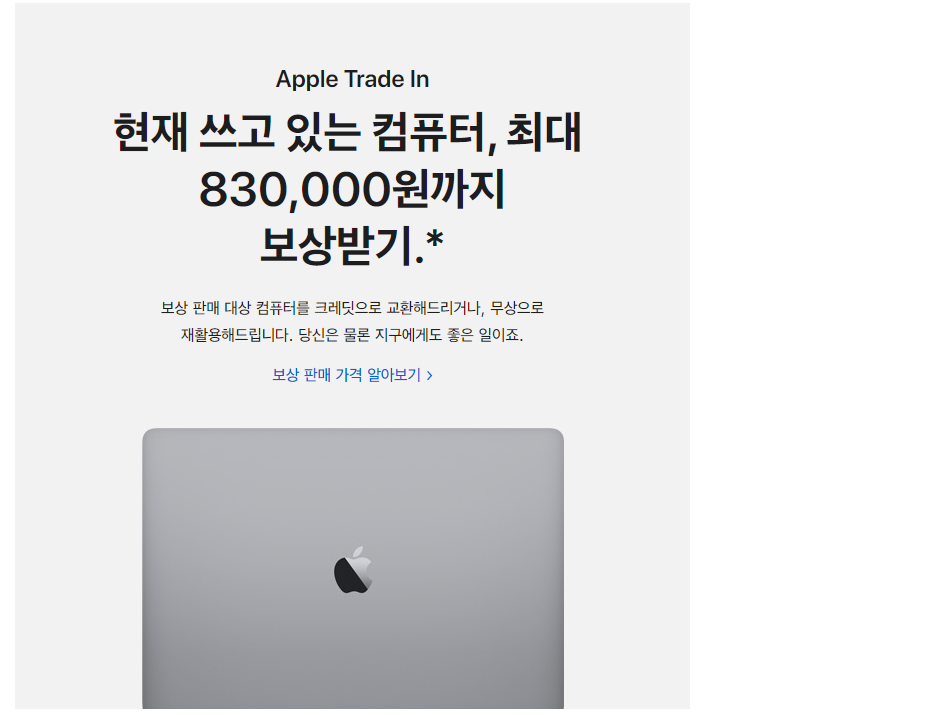 Apple Trade In
현재 쓰고 있는 컴퓨터, 최대
830,000원까지
보상받기.*
보상 판매 대상 컴퓨터를 크레딧으로 교환해드리거나, 무상으로
재활용해드립니다. 당신은 물론 지구에게도 좋은 일이죠.
보상 판매 가격 알아보기 >